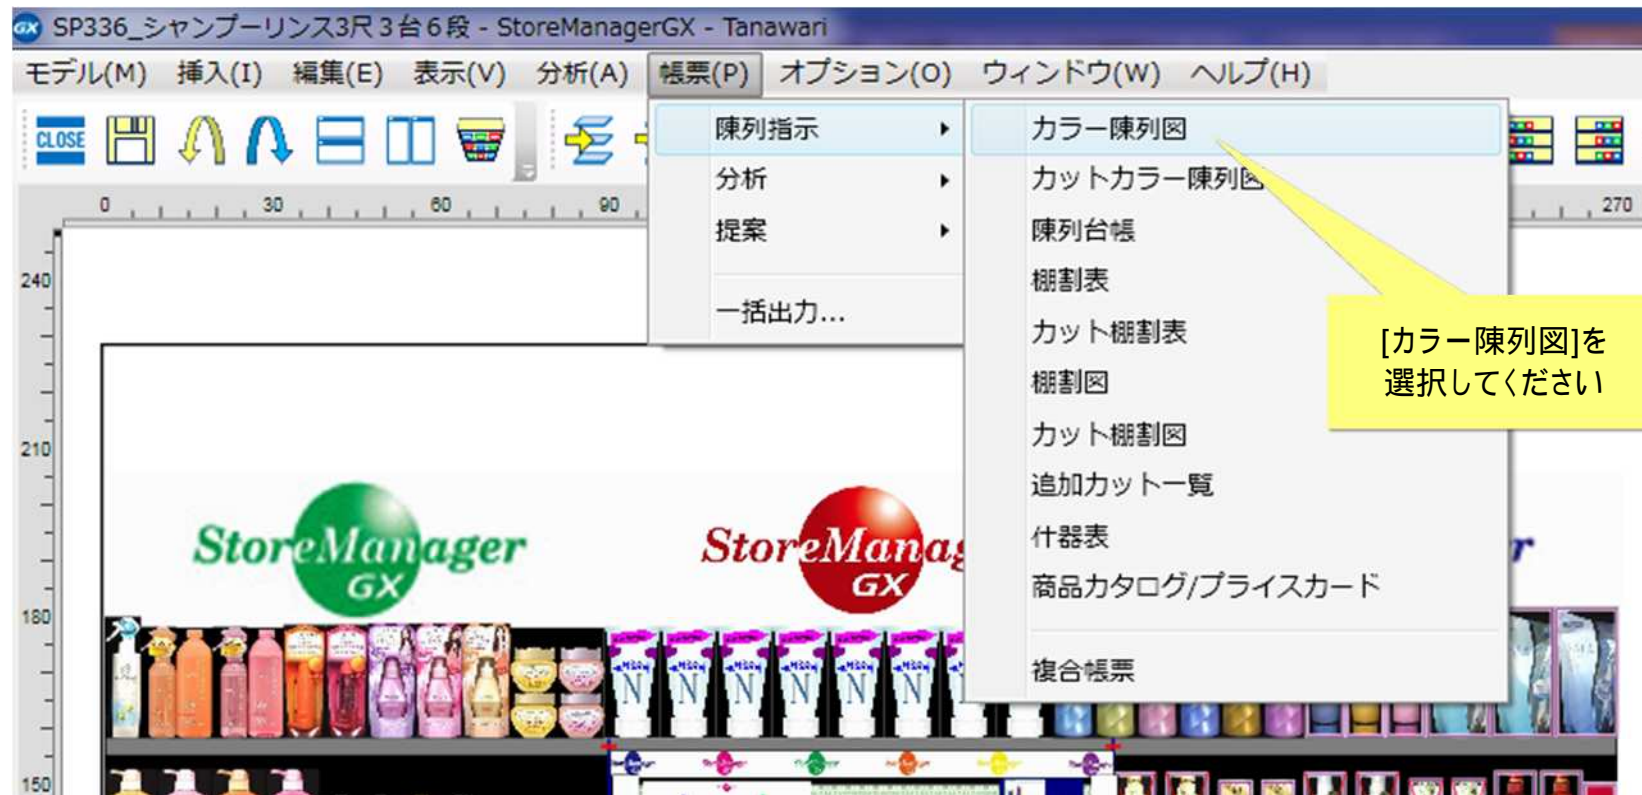 SP336_シャンプーリンス3尺３台６段 - StoreManagerGX - Tanawari
モデル(M) 挿入(I) 編集(E) 表示(V) 分析(A) 帳票(P) オプション(O) ウィンドウ(W) ヘルプ(H)
CLOSE
0 30 60 90 270
陳列指示
分析
提案
一括出力...
カラー陳列図
カットカラー陳列図
陳列台帳
棚割表
カット棚割表
棚割図
カット棚割図
追加カット一覧
什器表
商品カタログ/プライスカード
複合帳票
[カラー陳列図]を
選択してください
240
210
180
150
StoreManager
GX
StoreManag
GX
r
N N N N N N